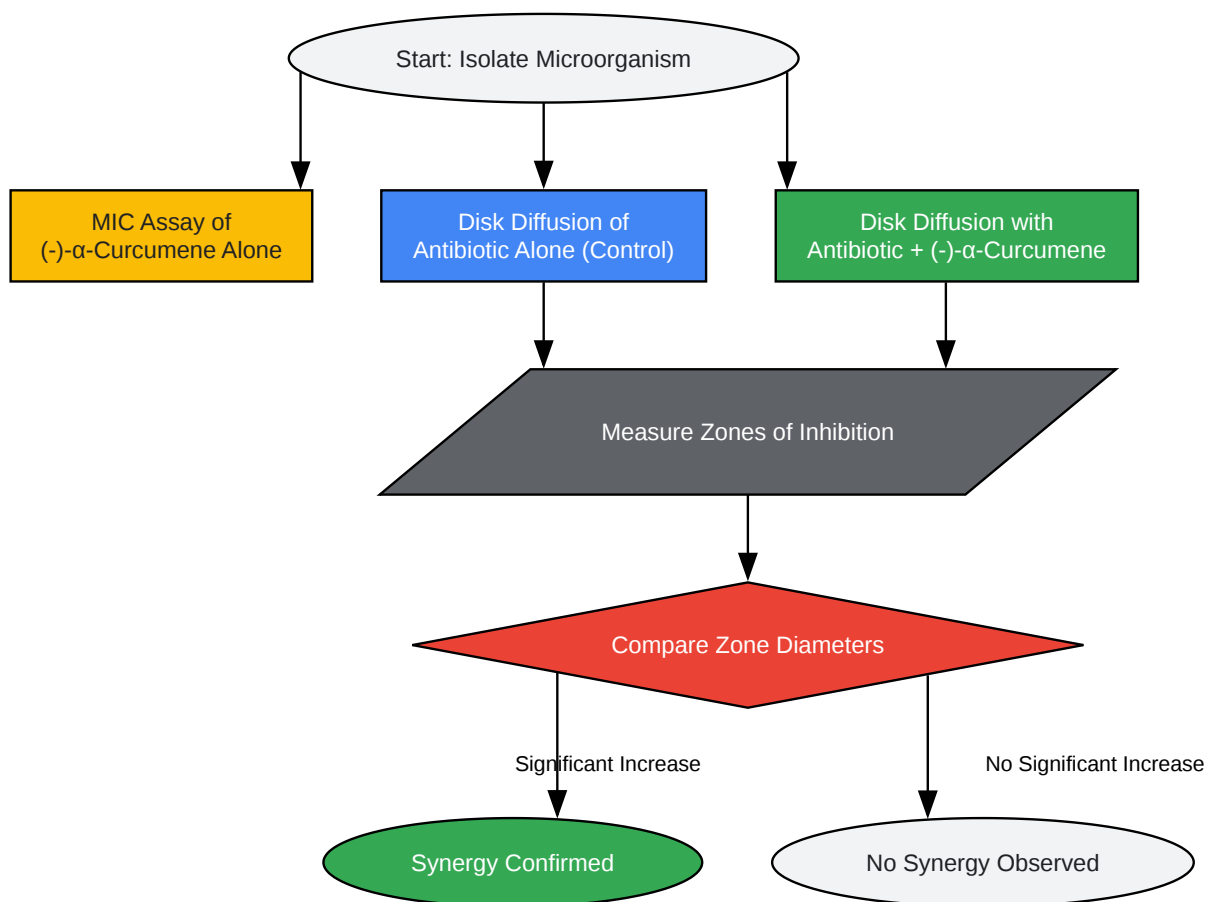 Start: Isolate Microorganism
MIC Assay of
(-)-α-Curcumene Alone
Disk Diffusion of
Antibiotic Alone (Control)
Disk Diffusion with
Antibiotic + (-)-α-Curcumene
Measure Zones of Inhibition
Compare Zone Diameters
Significant Increase
No Significant Increase
Synergy Confirmed
No Synergy Observed